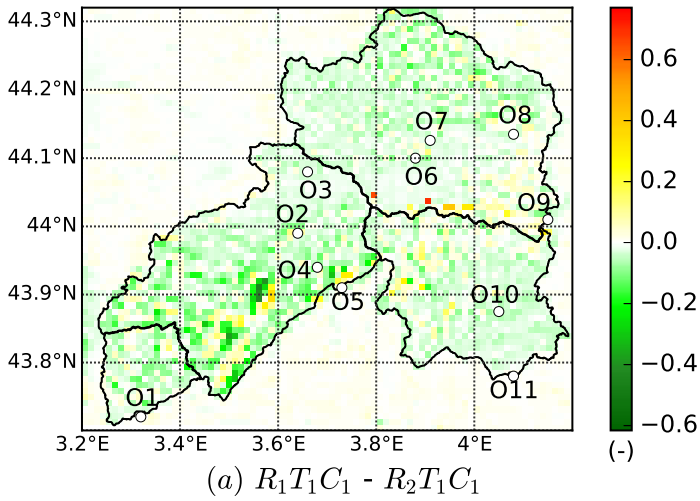 44.3°N
44.2°N
44.1°N
44°N
43.9°N
43.8°N
3.2°E 3.4°E 3.6°E 3.8°E 4°E
O7 O8
O6
O3
O9
O2
O4
O5
O10
O11
O1
0.6
0.4
0.2
0.0
−0.2
−0.4
−0.6
(-)
(a) R₁T₁C₁ - R₂T₁C₁